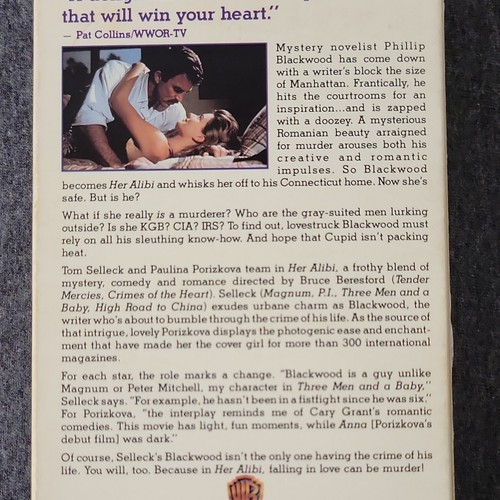 that will win your heart."
— Pat Collins/WWOR-TV
Mystery novelist Phillip
Blackwood has come down
with a writer's block the size
of Manhattan. Frantically, he
hits the courtrooms for an
inspiration...and is zapped
with a doozey. A mysterious
Romanian beauty arraigned
for murder arouses both his
creative and romantic
impulses. So Blackwood
becomes Her Alibi and whisks her off to his Connecticut home. Now she's
safe. But is he?
What if she really is a murderer? Who are the gray-suited men lurking
outside? Is she KGB? CIA? IRS? To find out, lovestruck Blackwood must
rely on all his sleuthing know-how. And hope that Cupid isn't packing
heat.
Tom Selleck and Paulina Porizkova team in Her Alibi, a frothy blend of
mystery, comedy and romance directed by Bruce Beresford (Tender
Mercies, Crimes of the Heart). Selleck (Magnum, P.I., Three Men and a
Baby, High Road to China) exudes urbane charm as Blackwood, the
writer who's about to bumble through the crime of his life. As the source of
that intrigue, lovely Porizkova displays the photogenic ease and enchant-
ment that have made her the cover girl for more than 300 international
magazines.
For each star, the role marks a change. "Blackwood is a guy unlike
Magnum or Peter Mitchell, my character in Three Men and a Baby,"
Selleck says. "For example, he hasn't been in a fistfight since he was six."
For Porizkova, "the interplay reminds me of Cary Grant's romantic
comedies. This movie has light, fun moments, while Anna [Porizkova's
debut film] was dark."
Of course, Selleck's Blackwood isn't the only one having the crime of his
life. You will, too. Because in Her Alibi, falling in love can be murder!
WB